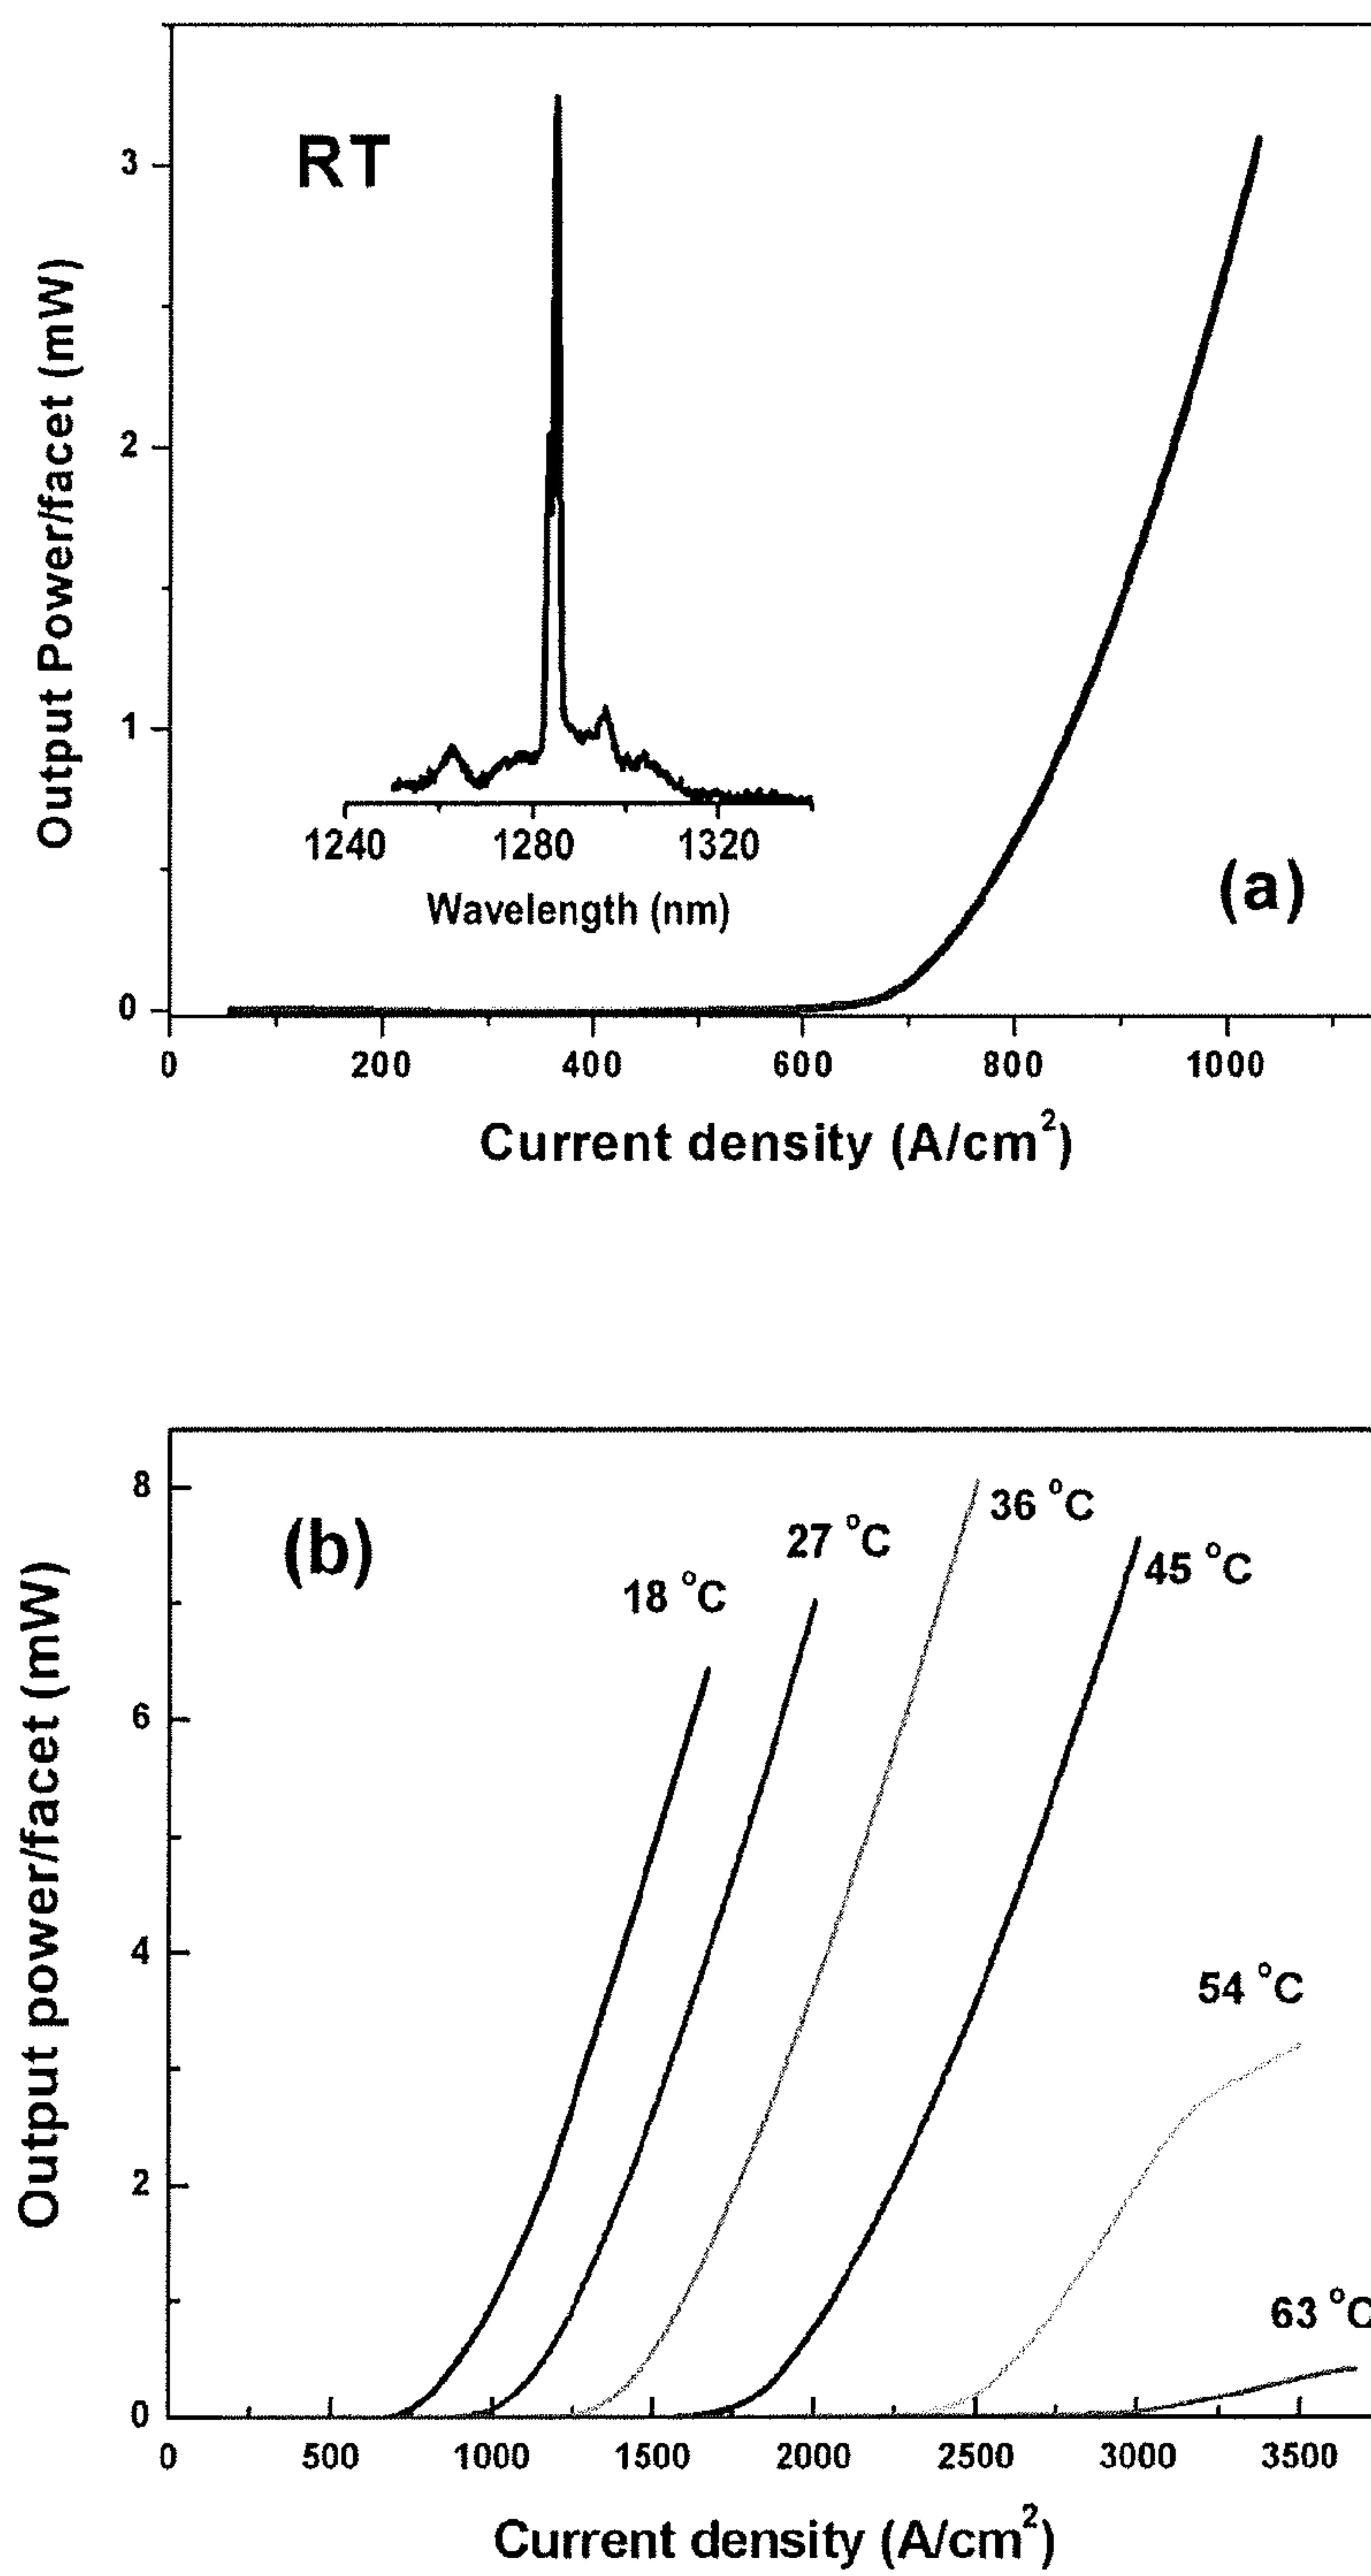 RT
3
2
1
0
Output Power/facet (mW)
1240 1280 1320
Wavelength (nm)
(a)
0 200 400 600 800 1000
Current density (A/cm²)
(b)
8
6
4
2
0
Output power/facet (mW)
18 °C
27 °C
36 °C
45 °C
54 °C
63 °C
0 500 1000 1500 2000 2500 3000 3500
Current density (A/cm²)